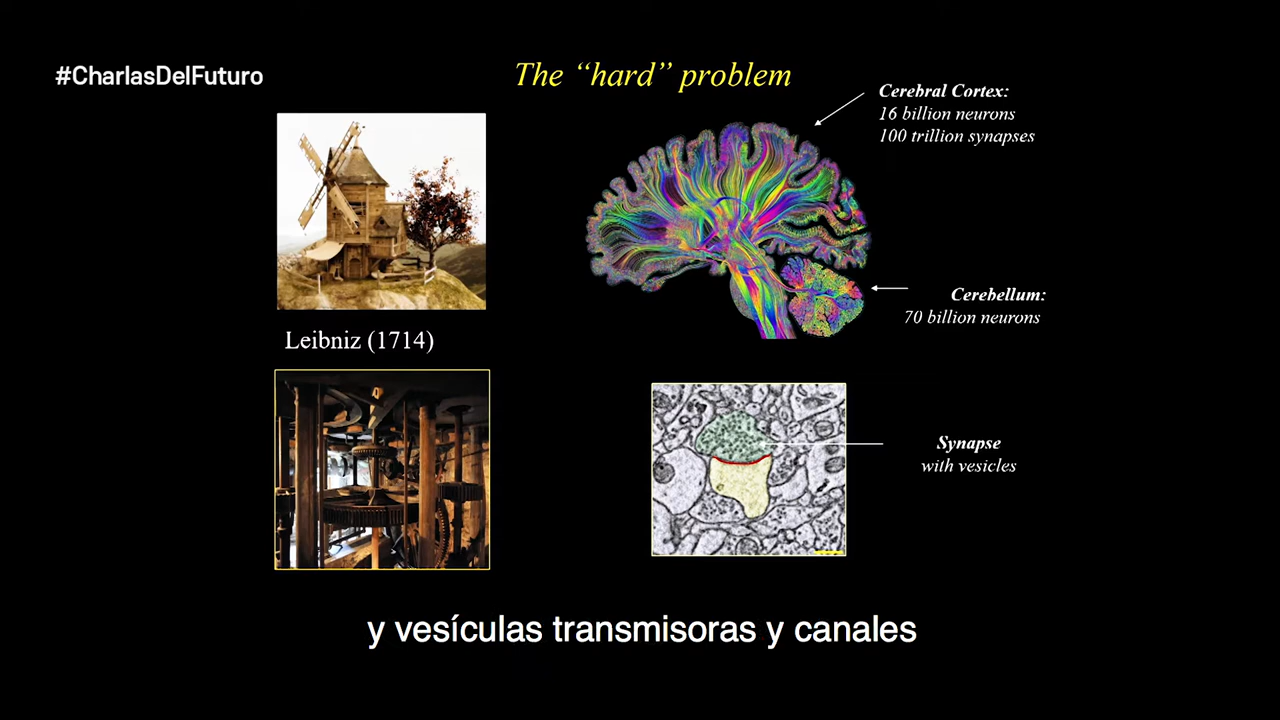 #CharlasDelFuturo
The “hard” problem
Cerebral Cortex:
16 billion neurons
100 trillion synapses
Leibniz (1714)
Cerebellum:
70 billion neurons
Synapse
with vesicles
y vesículas transmisoras y canales